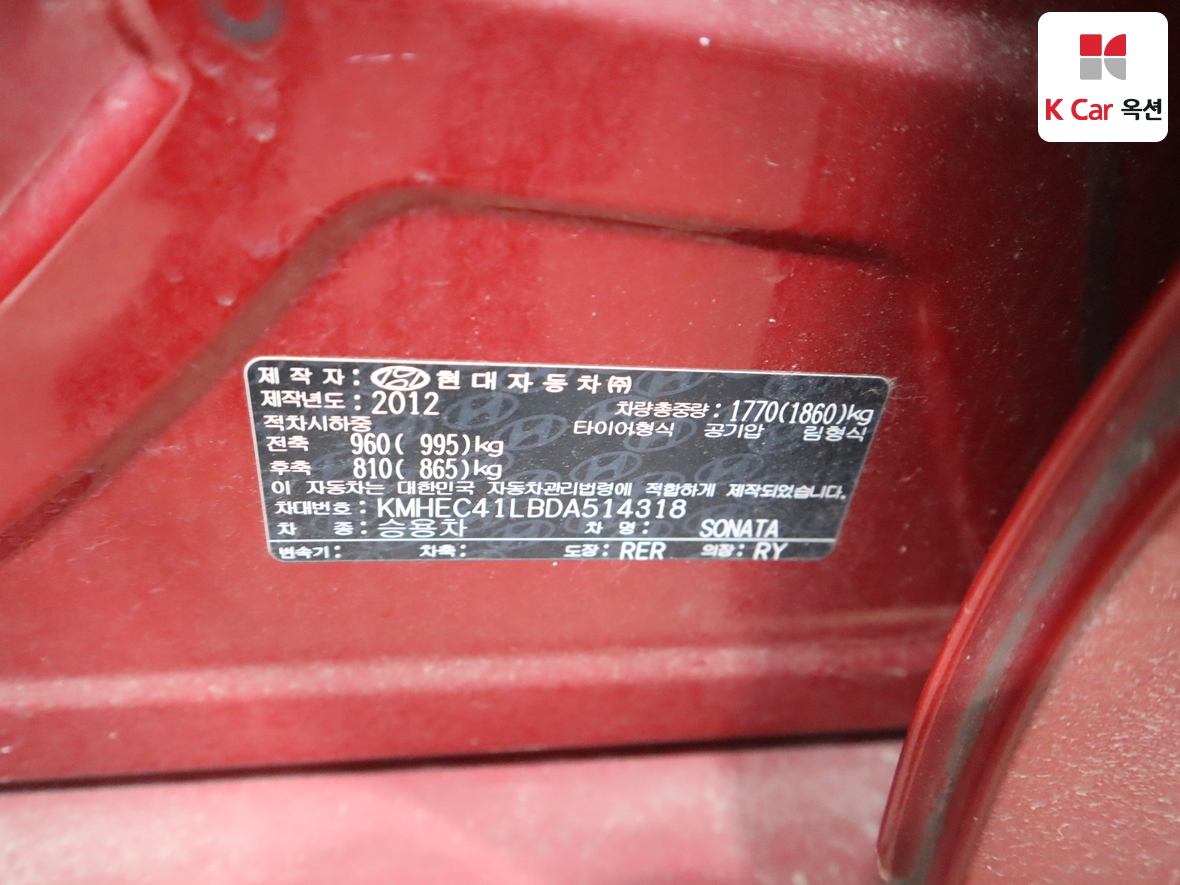 K Car 옥션
제 작 자 : 현 대 자 동 차 ㈜
제작년도 : 2012 차량총중량 : 1770(1860)kg
적차시하중 타이어형식 공기압 림형식
전축 960( 995)kg
후축 810( 865)kg
이 자동차는 대한민국 자동차관리법령에 적합하게 제작되었습니다.
차대번호 : KMHEC41LBDA514318
차 종 : 승용차 차 명 : SONATA
변속기 : 차축 : 도장 : RER 의장 : RY